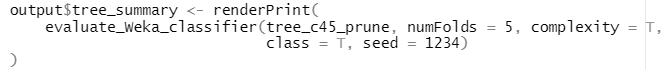 output$tree_summary <- renderPrint(
    evaluate_Weka_classifier(tree_c45_prune, numFolds = 5, complexity = T,
                             class = T, seed = 1234)
)